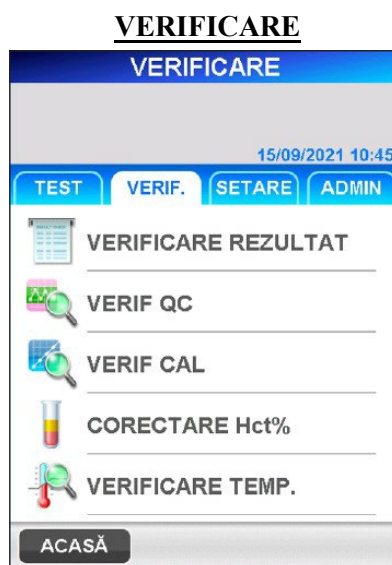 VERIFICARE
VERIFICARE
15/09/2021 10:45
TEST VERIF. SETARE ADMIN
VERIFICARE REZULTAT
VERIF QC
VERIF CAL
CORECTARE Hct%
VERIFICARE TEMP.
ACASĂ